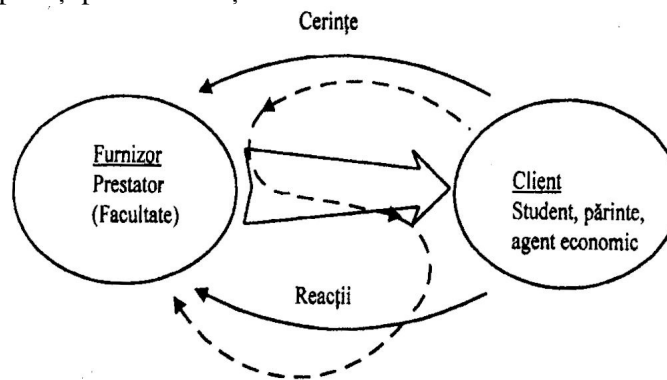 Cerințe
Furnizor
Prestator
(Facultate)
Client
Student, părinte,
agent economic
Reacții